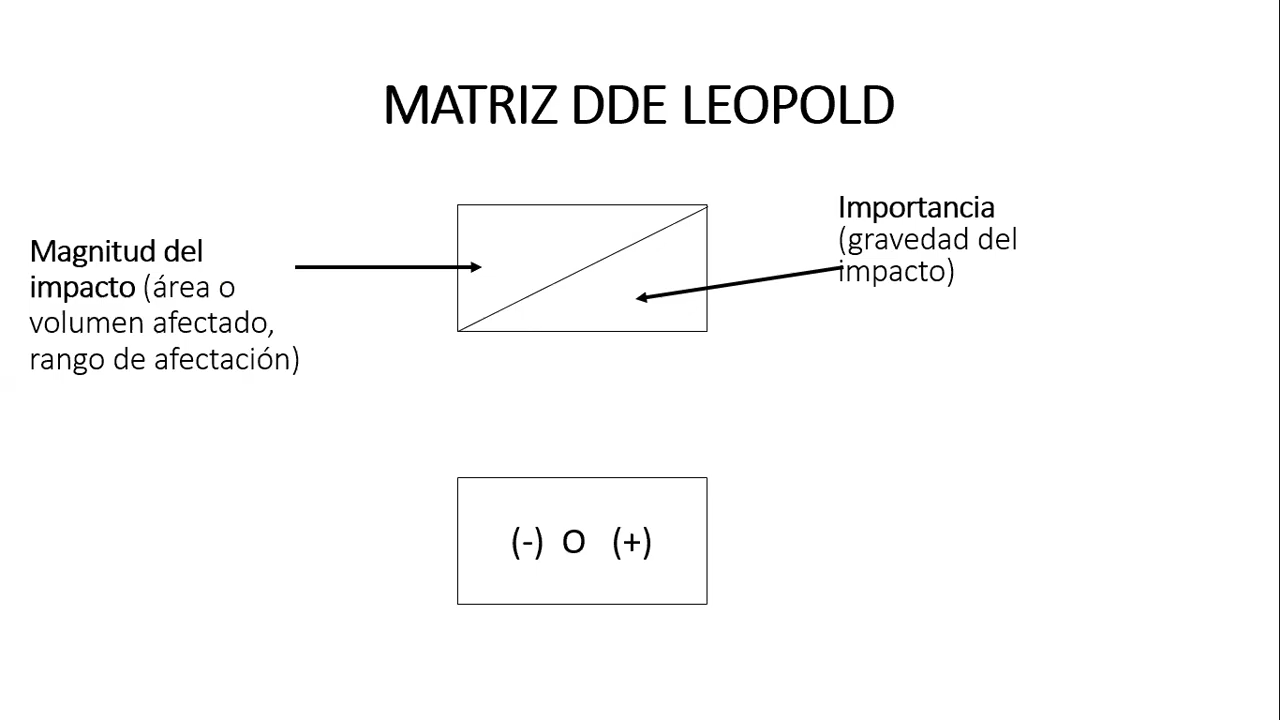 MATRIZ DDE LEOPOLD
Magnitud del
impacto (área o
volumen afectado,
rango de afectación)
Importancia
(gravedad del
impacto)
(-) O (+)